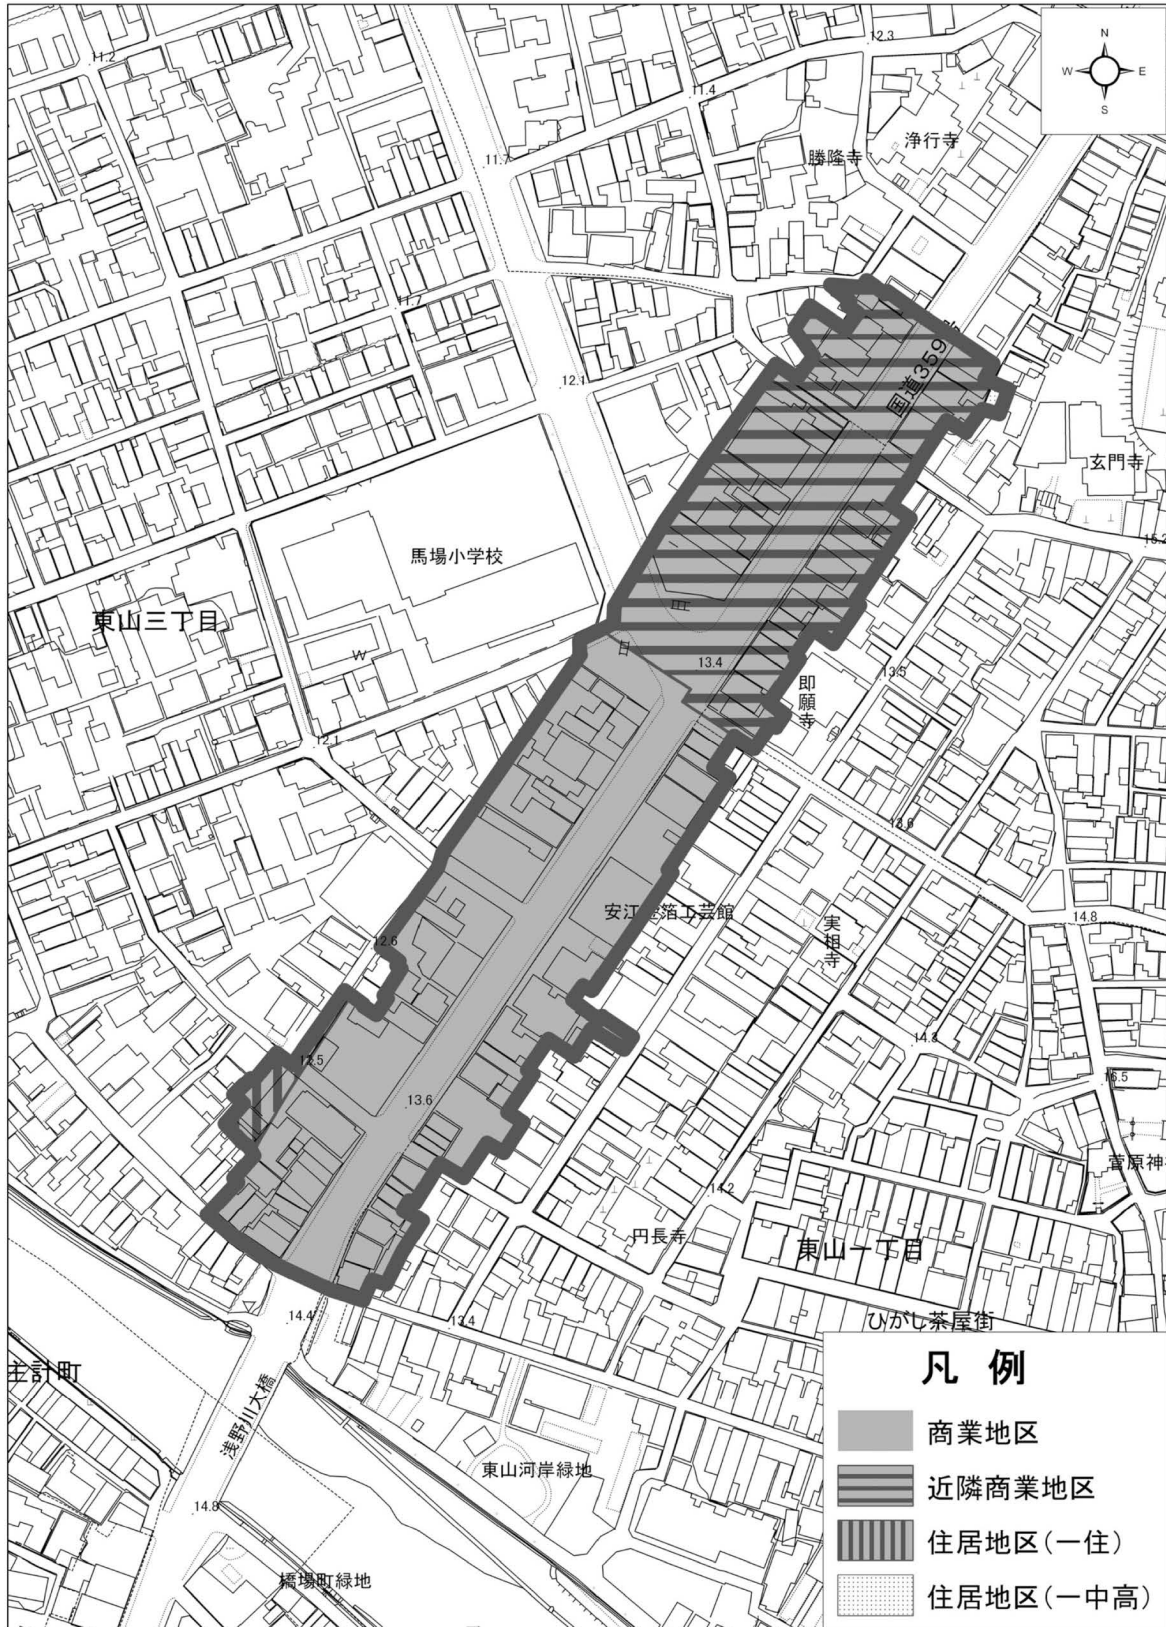 11.2
12.3
N
W
E
S
11.4
11.7
浄行寺
勝隆寺
11.7
国道359号
12.1
玄門寺
15.2
馬場小学校
東山三丁目
13.4
13.5
即願寺
12.1
13.6
安江金箔工芸館
実相寺
14.8
12.6
14.3
12.5
16.5
13.6
菅原神社
14.2
円長寺
東山一丁目
14.4
13.4
ひがし茶屋街
主計町
浅野川大橋
東山河岸緑地
14.8
橋場町緑地
凡 例
商業地区
近隣商業地区
住居地区(一住)
住居地区(一中高)